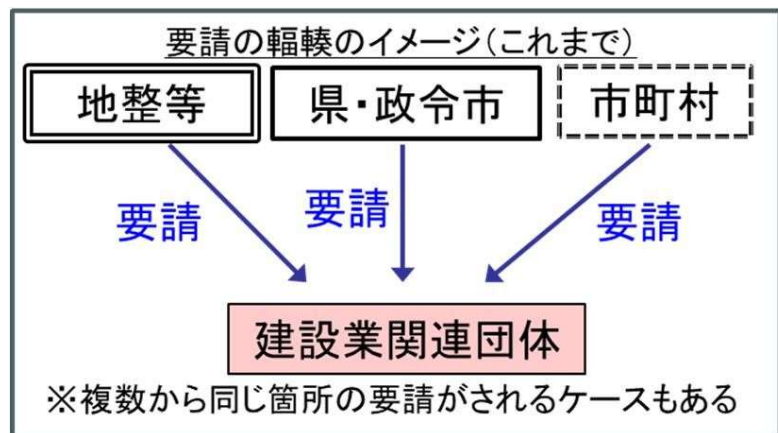 要請の輻輳のイメージ(これまで)
地整等
県・政令市
市町村
要請
要請
要請
建設業関連団体
※複数から同じ箇所の要請がされるケースもある